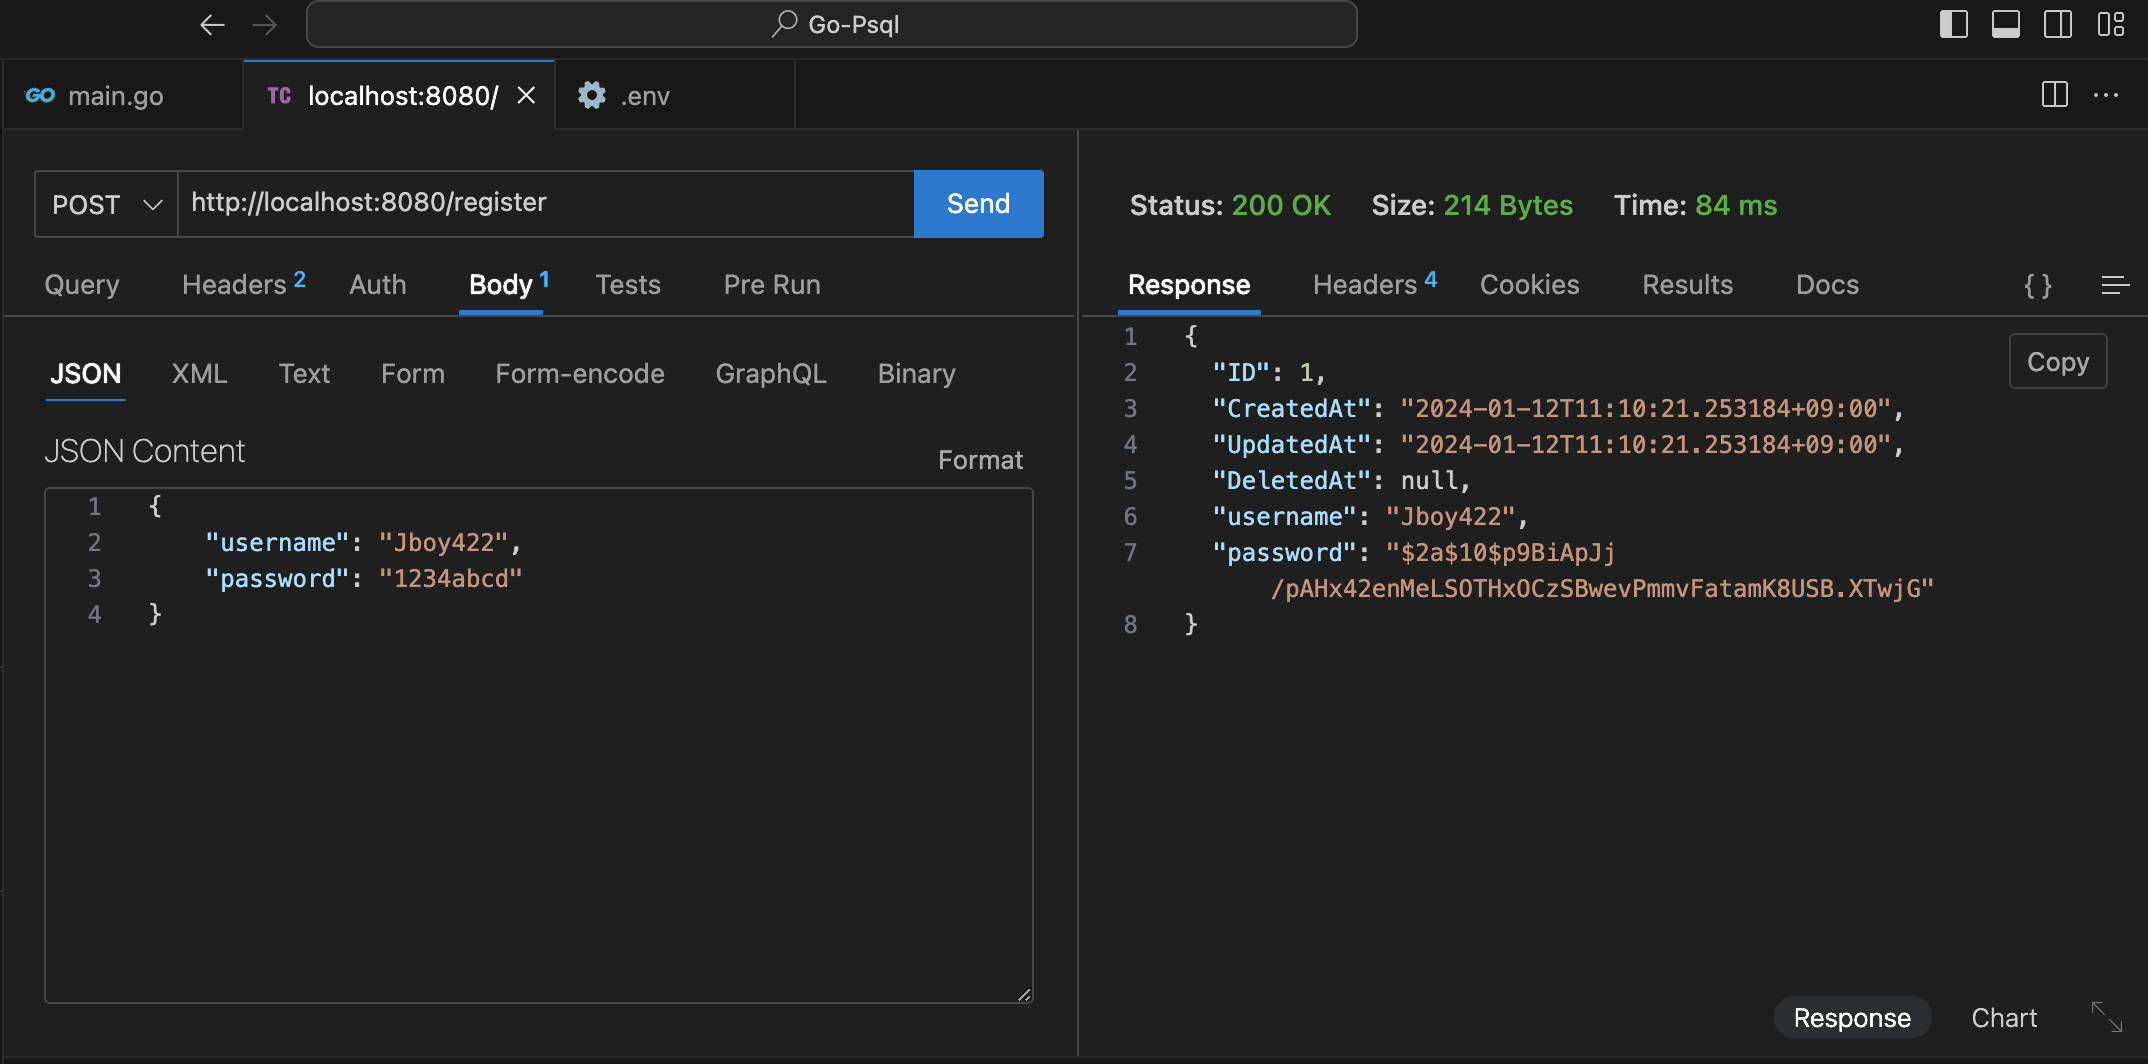 Go-Psql
GO main.go
TC localhost:8080/
.env
POST http://localhost:8080/register Send
Query Headers 2 Auth Body 1 Tests Pre Run
JSON XML Text Form Form-encode GraphQL Binary
JSON Content
Format
1 {
2 "username": "Jboy422",
3 "password": "1234abcd"
4 }
Status: 200 OK Size: 214 Bytes Time: 84 ms
Response Headers 4 Cookies Results Docs {}
Copy
1 {
2 "ID": 1,
3 "CreatedAt": "2024-01-12T11:10:21.253184+09:00",
4 "UpdatedAt": "2024-01-12T11:10:21.253184+09:00",
5 "DeletedAt": null,
6 "username": "Jboy422",
7 "password": "$2a$10$p9BiApJj
/pAHx42enMeLSOTHxOCzSBwevPmmvFatamK8USB.XTwjG"
8 }
Response Chart